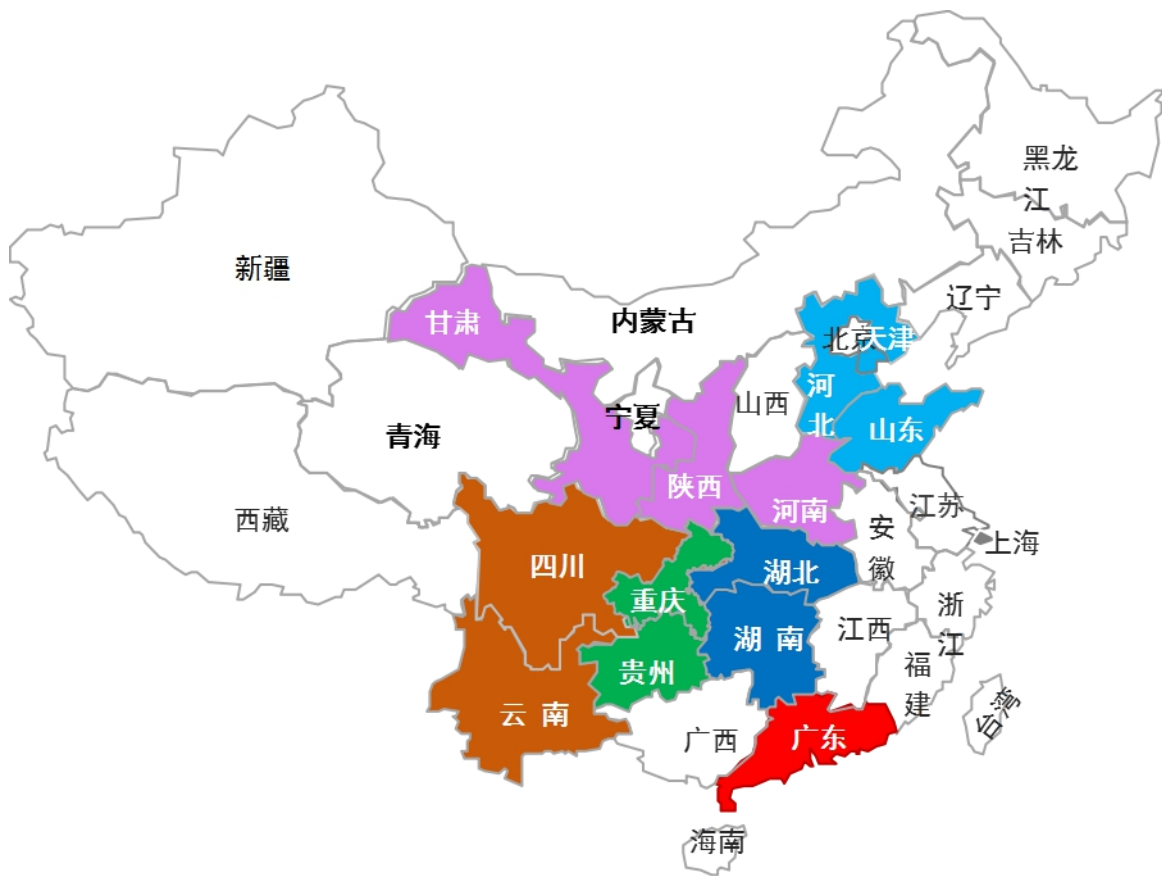 黑龙
江
吉林
新疆
辽宁
甘肃
内蒙古
北京
天津
河
北
山西
宁夏
青海
山东
陕西
河南
江苏
西藏
安
徽
上海
四川
湖北
重庆
浙
江
江西
湖 南
贵州
福
建
云 南
台湾
广西
广东
海南